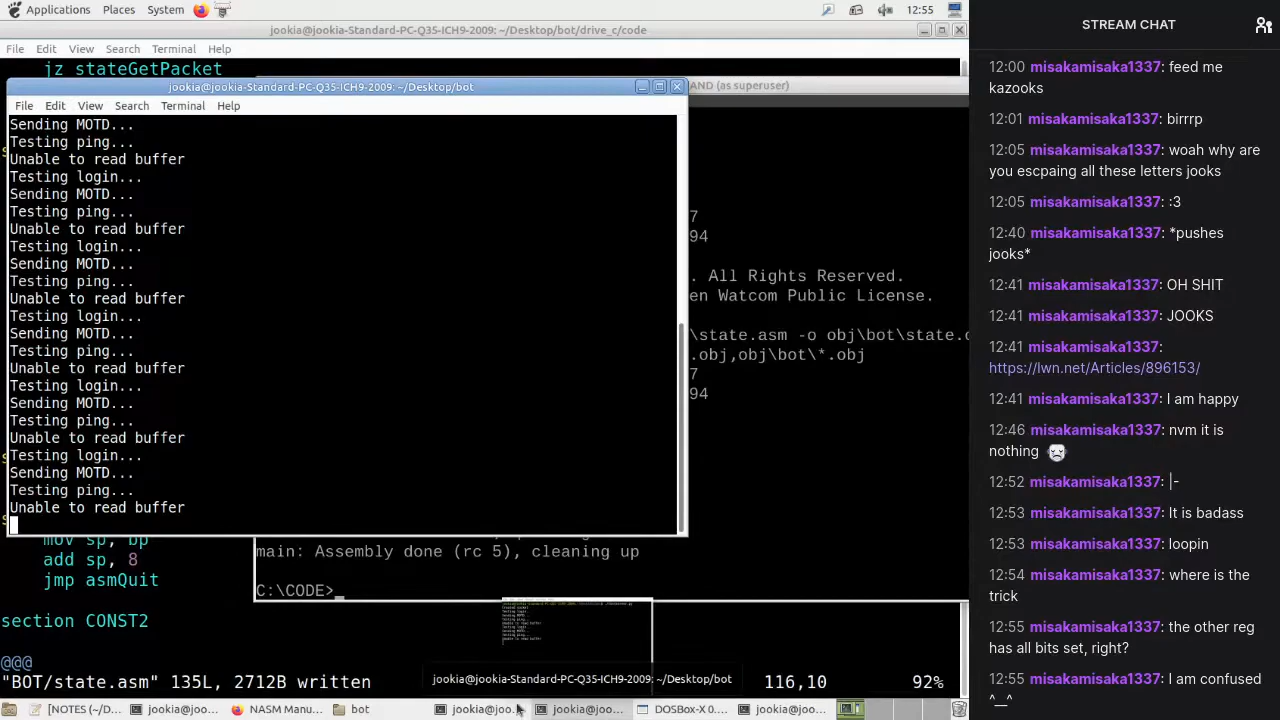 Applications Places System 12:55
jookia@jookia-Standard-PC-Q35-ICH9-2009: ~/Desktop/bot/drive_c/code
File Edit View Search Terminal Help
jz stateGetPacket
jookia@jookia-Standard-PC-Q35-ICH9-2009: ~/Desktop/bot
AND (as superuser)
File Edit View Search Terminal Help
Sending MOTD...
Testing ping...
Unable to read buffer
Testing login...
Sending MOTD...
Testing ping...
Unable to read buffer
Testing login...
Sending MOTD...
Testing ping...
Unable to read buffer
Testing login...
Sending MOTD...
Testing ping...
Unable to read buffer
Testing login...
Sending MOTD...
Testing ping...
Unable to read buffer
Testing login...
Sending MOTD...
Testing ping...
Unable to read buffer
7
94
. All Rights Reserved.
en Watcom Public License.
\state.asm -o obj\bot\state.o
.obj,obj\bot\*.obj
7
94
main: Assembly done (rc 5), cleaning up
C:\CODE>_
mov sp, bp
add sp, 8
jmp asmQuit
section CONST2
@@@
"BOT/state.asm" 135L, 2712B written 116,10 92%
jookia@jookia-Standard-PC-Q35-ICH9-2009: ~/Desktop/bot
[NOTES (~/D... jookia@joo... NASM Manu... bot jookia@joo... jookia@joo... DOSBox-X 0.... jookia@joo...
STREAM CHAT
12:00 misakamisaka1337: feed me
kazooks
12:01 misakamisaka1337: birrrp
12:05 misakamisaka1337: woah why are
you escpaing all these letters jooks
12:05 misakamisaka1337: :3
12:40 misakamisaka1337: *pushes
jooks*
12:41 misakamisaka1337: OH SHIT
12:41 misakamisaka1337: JOOKS
12:41 misakamisaka1337:
https://lwn.net/Articles/896153/
12:41 misakamisaka1337: I am happy
12:46 misakamisaka1337: nvm it is
nothing
12:52 misakamisaka1337: |-
12:53 misakamisaka1337: It is badass
12:53 misakamisaka1337: loopin
12:54 misakamisaka1337: where is the
trick
12:55 misakamisaka1337: the other reg
has all bits set, right?
12:55 misakamisaka1337: I am confused
^_^